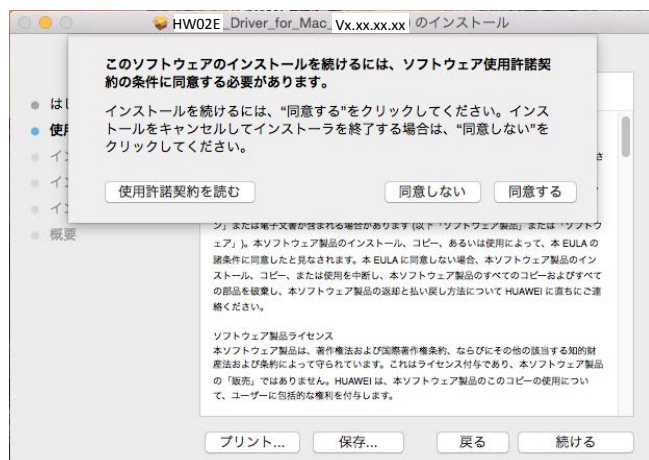 HW02E_Driver_for_Mac_Vx.xx.xx.xx のインストール
このソフトウェアのインストールを続けるには、ソフトウェア使用許諾契
約の条件に同意する必要があります。
インストールを続けるには、“同意する”をクリックしてください。インス
トールをキャンセルしてインストーラを終了する場合は、“同意しない”を
クリックしてください。
使用許諾契約を読む 同意しない 同意する
はじ
使用
イン
イン
イン
概要
ン」または電子文書が含まれる場合があります (以下「ソフトウェア製品」または「ソフトウ
ェア」)。本ソフトウェア製品のインストール、コピー、あるいは使用によって、本 EULA の
諸条件に同意したと見なされます。本 EULA に同意しない場合、本ソフトウェア製品のイン
ストール、コピー、または使用を中断し、本ソフトウェア製品のすべてのコピーおよびすべて
の部品を破棄し、本ソフトウェア製品の返却と払い戻し方法について HUAWEI に直ちにご連
絡ください。
ソフトウェア製品ライセンス
本ソフトウェア製品は、著作権法および国際著作権条約、ならびにその他の該当する知的財
産法および条約によって守られています。これはライセンス付与であり、本ソフトウェア製品
の「販売」ではありません。HUAWEI は、本ソフトウェア製品のこのコピーの使用につい
て、ユーザーに包括的な権利を付与します。
プリント... 保存... 戻る 続ける